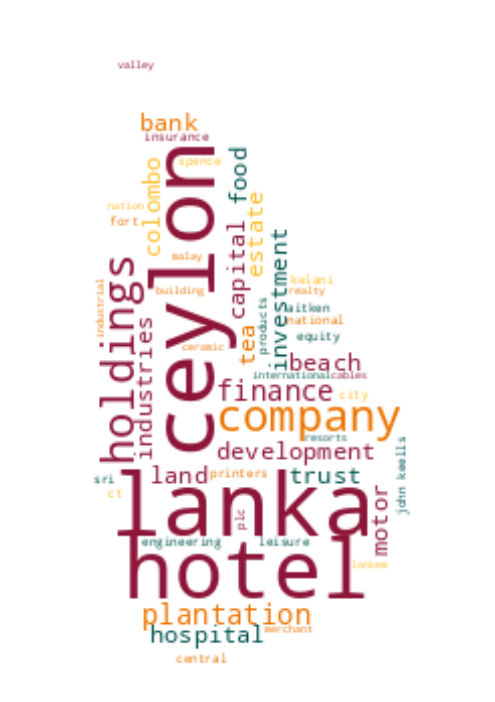 valley
bank
insurance
spence
colombo
ceylon
food
nation
fort
estate
capital
investment
malay
building
kelani
realty
aitken
national
products
equity
industrial
holdings
industries
tea
ceramic
beach
internationalcables
finance
city
company
resorts
development
john keells
land
printers
trust
sri
ct
lanka
motor
plc
engineering
leisure
hotel
lankem
plantation
hospital
merchant
central